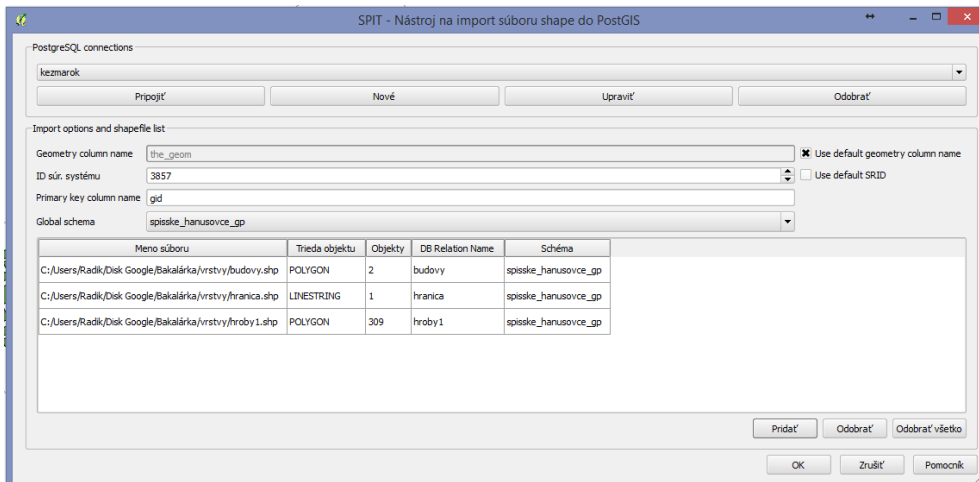 SPIT - Nástroj na import súboru shape do PostGIS
PostgreSQL connections
kezmarok
Pripojiť Nové Upraviť Odobrať
Import options and shapefile list
Geometry column name the_geom Use default geometry column name
ID súr. systému 3857 Use default SRID
Primary key column name gid
Global schema spisske_hanusovce_gp
Meno súboru Trieda objektu Objekty DB Relation Name Schéma
C:/Users/Radik/Disk Google/Bakalárka/vrstvy/budovy.shp POLYGON 2 budovy spisske_hanusovce_gp
C:/Users/Radik/Disk Google/Bakalárka/vrstvy/hranica.shp LINESTRING 1 hranica spisske_hanusovce_gp
C:/Users/Radik/Disk Google/Bakalárka/vrstvy/hroby1.shp POLYGON 309 hroby1 spisske_hanusovce_gp
Pridať Odobrať Odobrať všetko
OK Zrušiť Pomocník